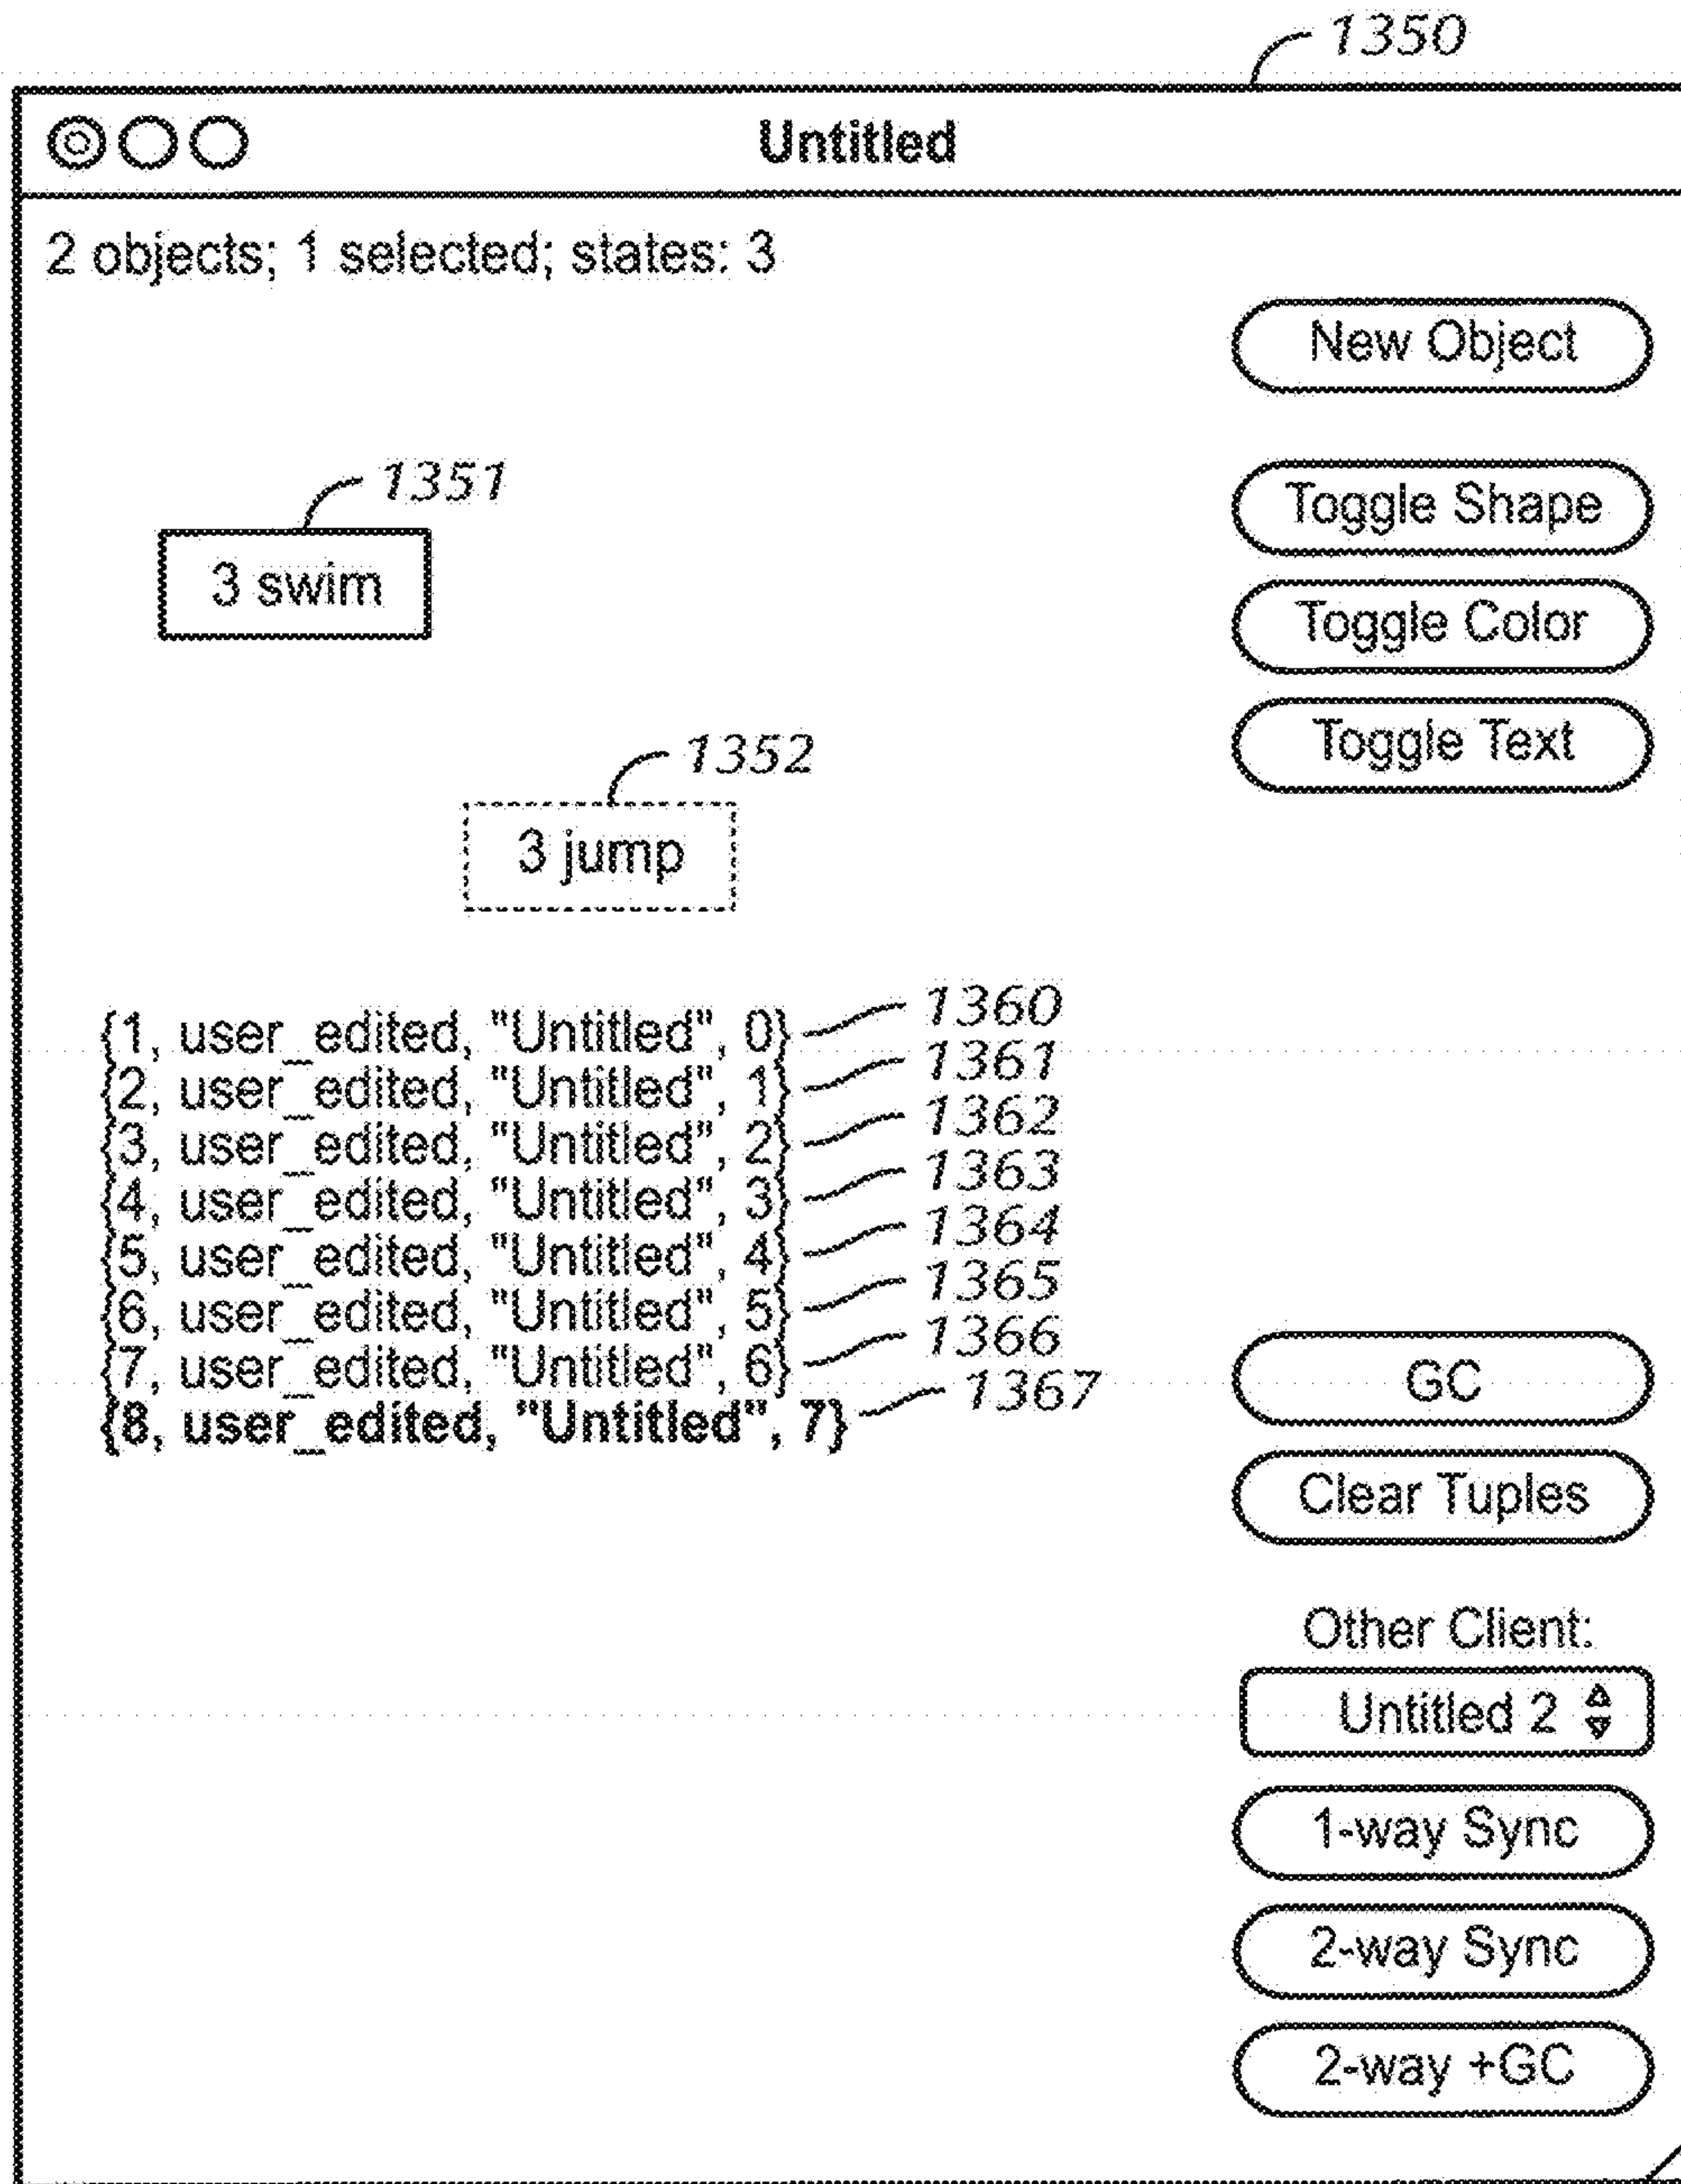 1350
Untitled
2 objects; 1 selected; states: 3
New Object
1351
3 swim
Toggle Shape
Toggle Color
Toggle Text
1352
3 jump
{1, user_edited, "Untitled", 0} 1360
{2, user_edited, "Untitled", 1} 1361
{3, user_edited, "Untitled", 2} 1362
{4, user_edited, "Untitled", 3} 1363
{5, user_edited, "Untitled", 4} 1364
{6, user_edited, "Untitled", 5} 1365
{7, user_edited, "Untitled", 6} 1366
{8, user_edited, "Untitled", 7} 1367
GC
Clear Tuples
Other Client:
Untitled 2
1-way Sync
2-way Sync
2-way +GC